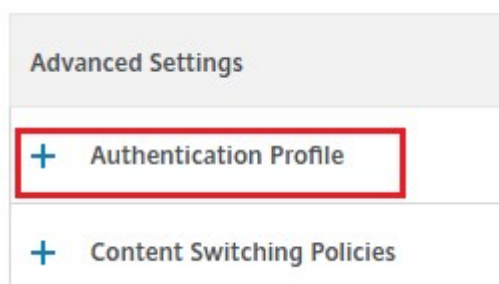 Advanced Settings
+ Authentication Profile
+ Content Switching Policies